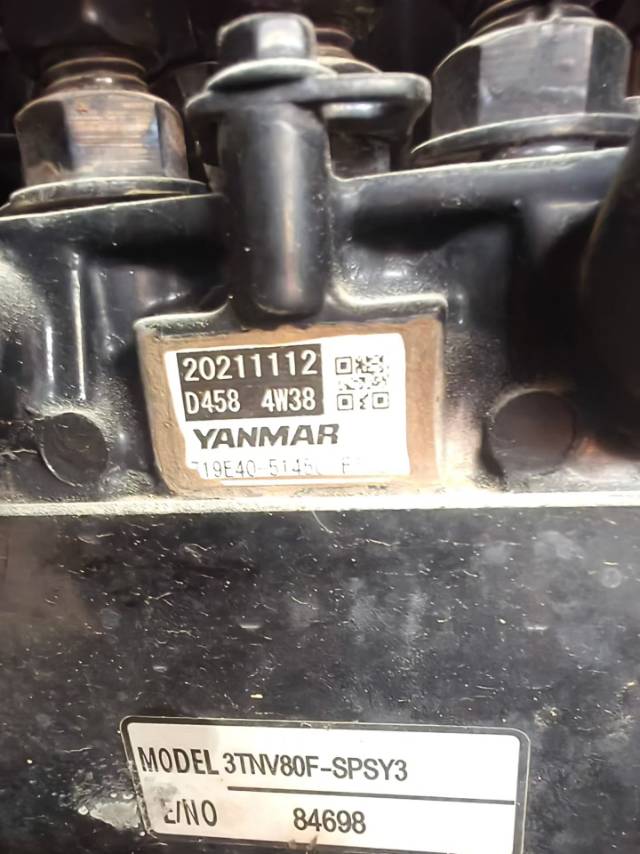 20211112
D458 4W38
YANMAR
MODEL 3TNV80F-SPSY3
E/NO 84698